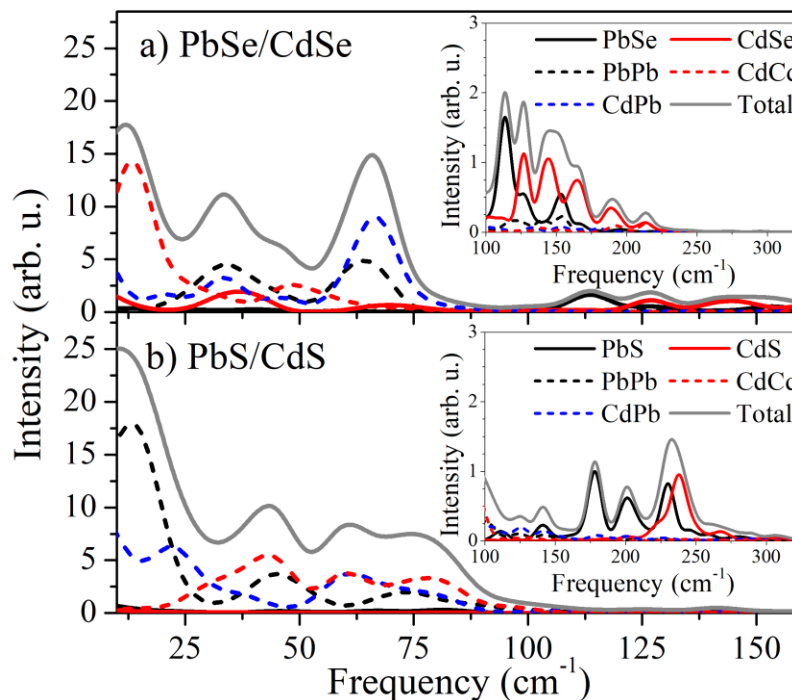 a) PbSe/CdSe
PbSe CdSe
PbPb CdCd
CdPb Total
Intensity (arb. u.)
3
2
1
0
100 150 200 250 300
Frequency (cm-1)
25
20
15
10
5
0
b) PbS/CdS
PbS CdS
PbPb CdCd
CdPb Total
Intensity (arb. u.)
3
2
1
0
100 150 200 250 300
Frequency (cm-1)
25
20
15
10
5
0
Intensity (arb. u.)
25 50 75 100 125 150
Frequency (cm-1)